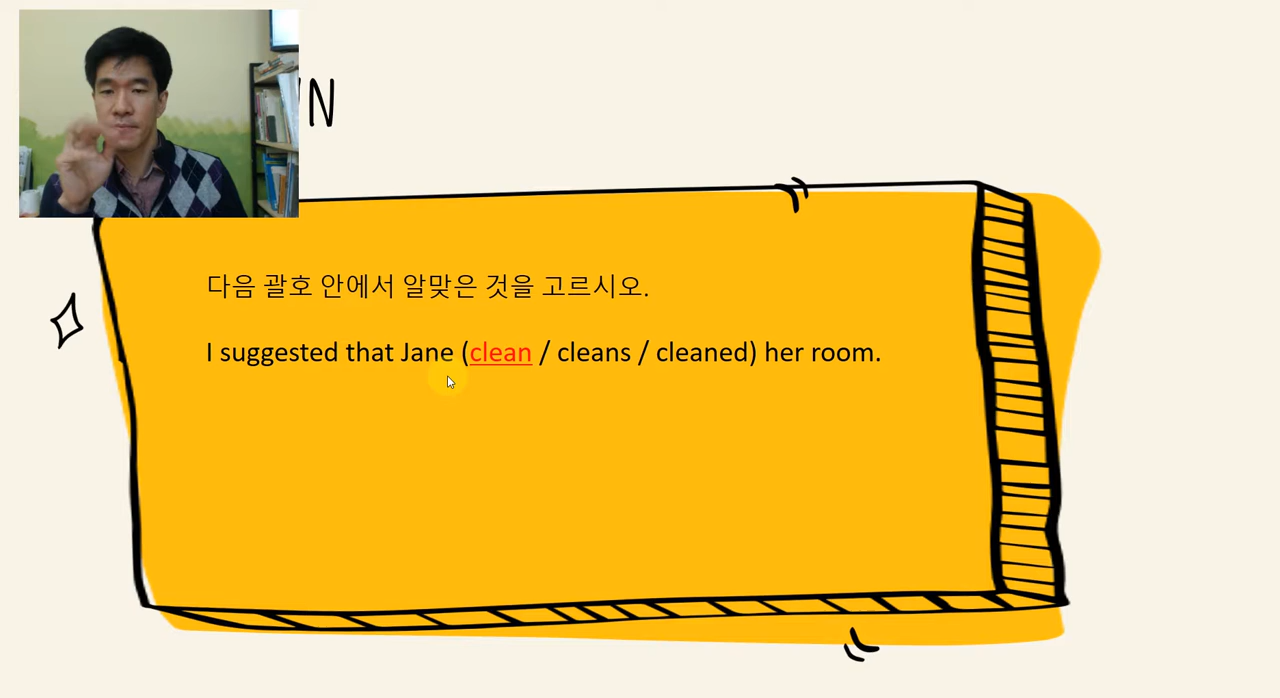 다음 괄호 안에서 알맞은 것을 고르시오.
I suggested that Jane (clean / cleans / cleaned) her room.